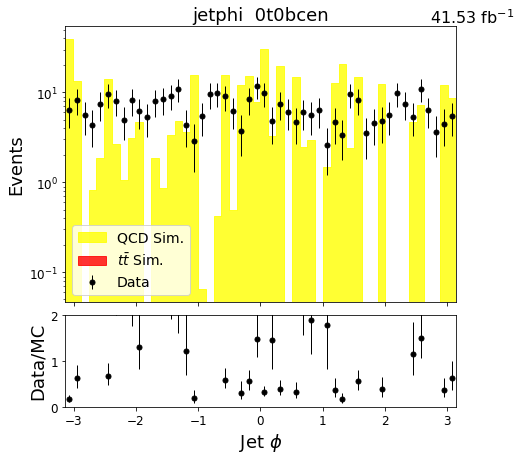 jetphi 0t0bcen
41.53 fb⁻¹
Events
10¹
10⁰
10⁻¹
QCD Sim.
tt̄ Sim.
Data
Data/MC
2
1
0
−3 −2 −1 0 1 2 3
Jet ϕ